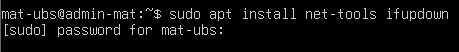 mat-ubs@admin-mat:~$ sudo apt install net-tools ifupdown
[sudo] password for mat-ubs: